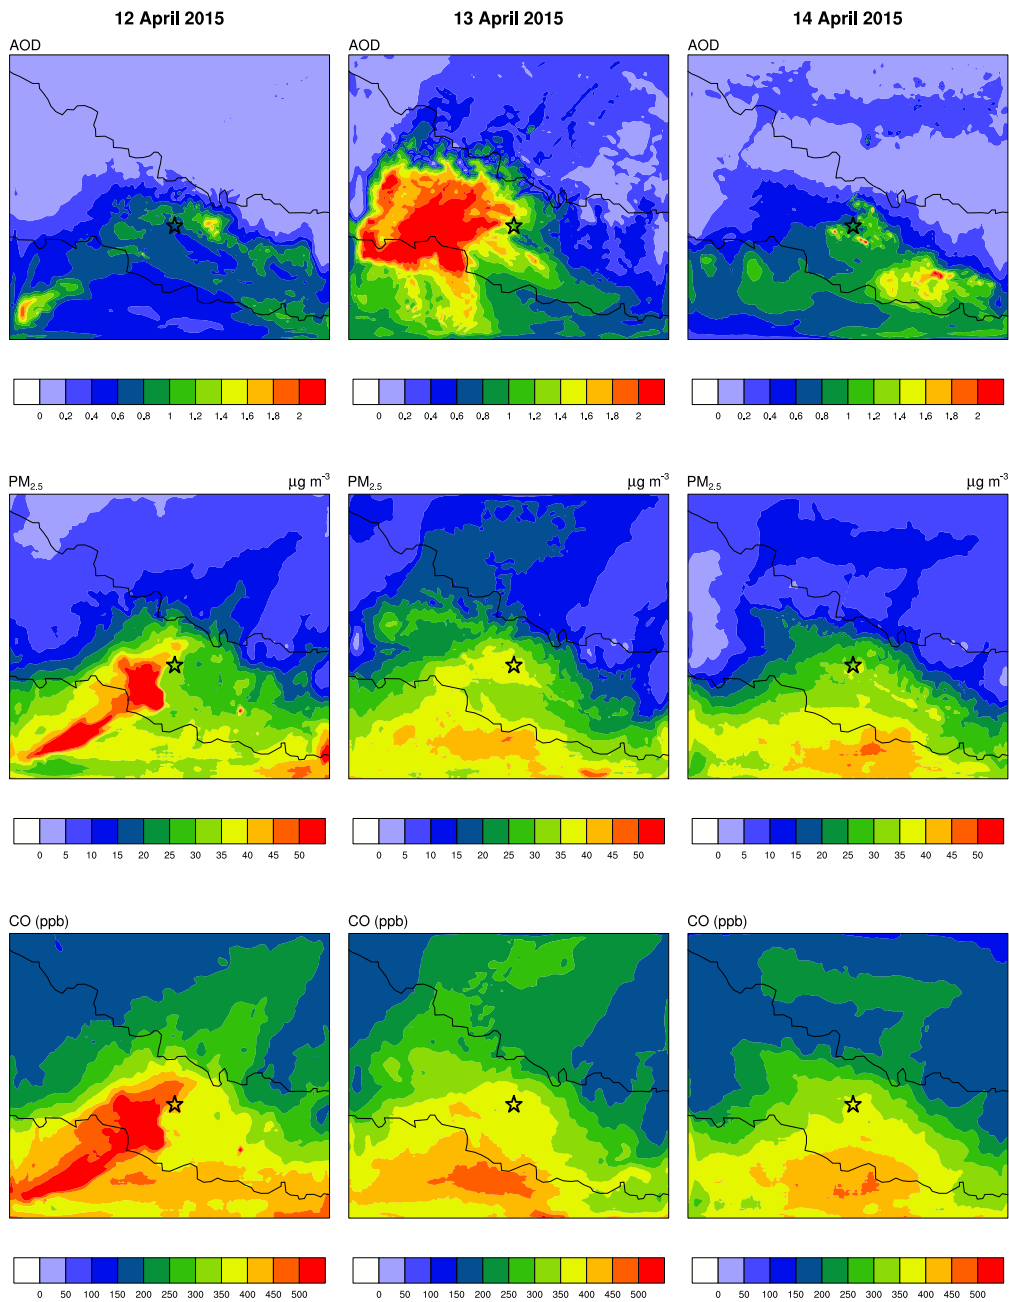 12 April 2015 13 April 2015 14 April 2015
AOD AOD AOD
0 0.2 0.4 0.6 0.8 1 1.2 1.4 1.6 1.8 2 0 0.2 0.4 0.6 0.8 1 1.2 1.4 1.6 1.8 2 0 0.2 0.4 0.6 0.8 1 1.2 1.4 1.6 1.8 2
PM2.5 μg m-3 PM2.5 μg m-3 PM2.5 μg m-3
0 5 10 15 20 25 30 35 40 45 50 0 5 10 15 20 25 30 35 40 45 50 0 5 10 15 20 25 30 35 40 45 50
CO (ppb) CO (ppb) CO (ppb)
0 50 100 150 200 250 300 350 400 450 500 0 50 100 150 200 250 300 350 400 450 500 0 50 100 150 200 250 300 350 400 450 500